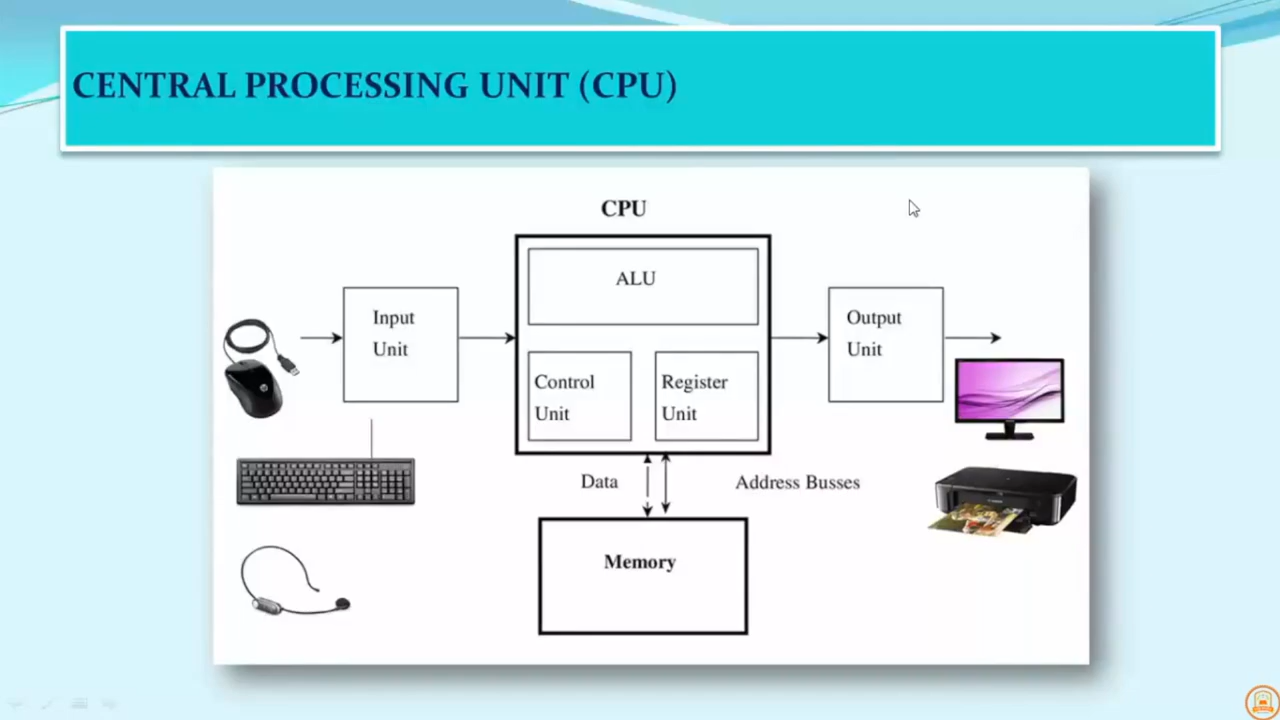 CENTRAL PROCESSING UNIT (CPU)
CPU
ALU
Input
Unit
Control
Unit
Register
Unit
Output
Unit
Data
Address Busses
Memory